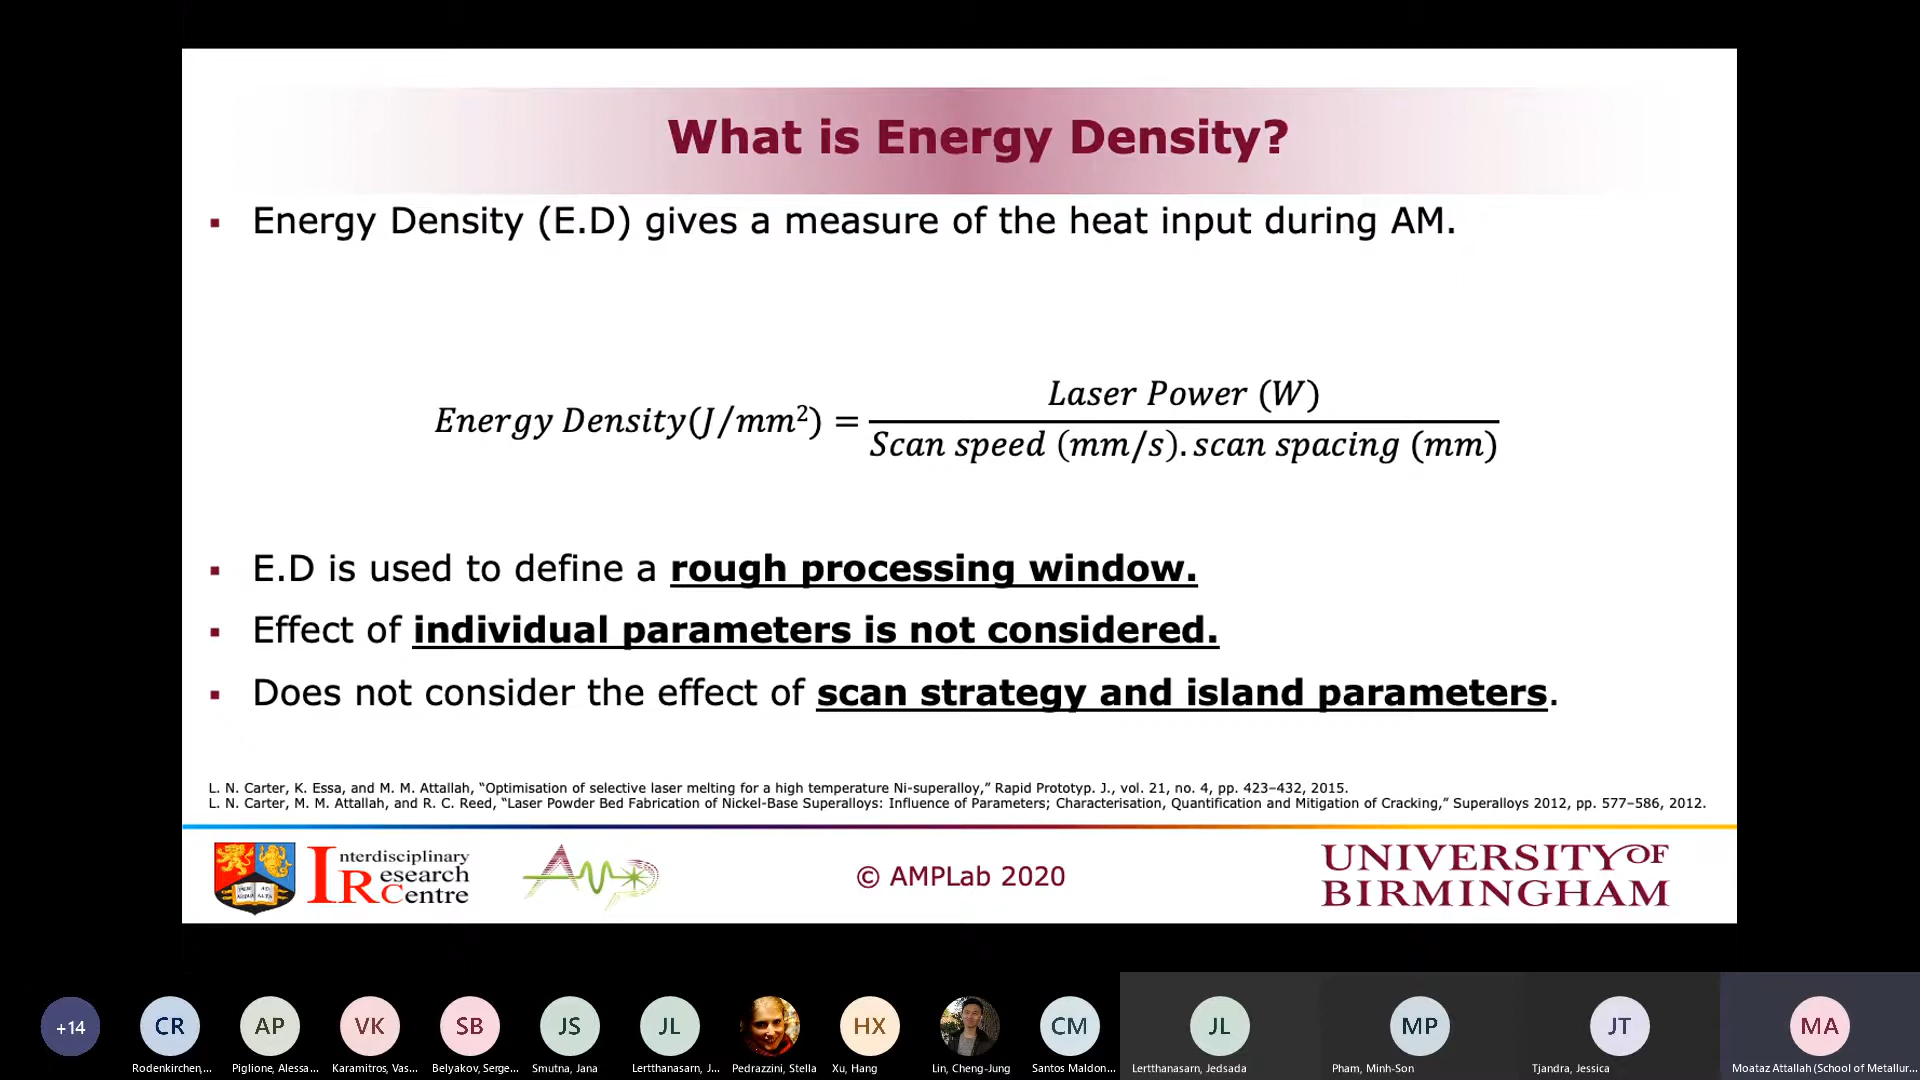 What is Energy Density?
▪ Energy Density (E.D) gives a measure of the heat input during AM.
Energy Density(J/mm²) = Laser Power (W) / Scan speed (mm/s). scan spacing (mm)
▪ E.D is used to define a rough processing window.
▪ Effect of individual parameters is not considered.
▪ Does not consider the effect of scan strategy and island parameters.
L. N. Carter, K. Essa, and M. M. Attallah, “Optimisation of selective laser melting for a high temperature Ni-superalloy,” Rapid Prototyp. J., vol. 21, no. 4, pp. 423–432, 2015.
L. N. Carter, M. M. Attallah, and R. C. Reed, “Laser Powder Bed Fabrication of Nickel-Base Superalloys: Influence of Parameters; Characterisation, Quantification and Mitigation of Cracking,” Superalloys 2012, pp. 577–586, 2012.
Interdisciplinary
Research
Centre
AMP
© AMPLab 2020
UNIVERSITY OF
BIRMINGHAM
+14 CR AP VK SB JS JL HX CM JL MP JT MA
Rodenkirchen,... Piglione, Alessa... Karamitros, Vas... Belyakov, Serge... Smutna, Jana Lertthanasarn, J... Pedrazzini, Stella Xu, Hang Lin, Cheng-Jung Santos Maldon... Lertthanasarn, Jedsada Pham, Minh-Son Tjandra, Jessica Moataz Attallah (School of Metallur...